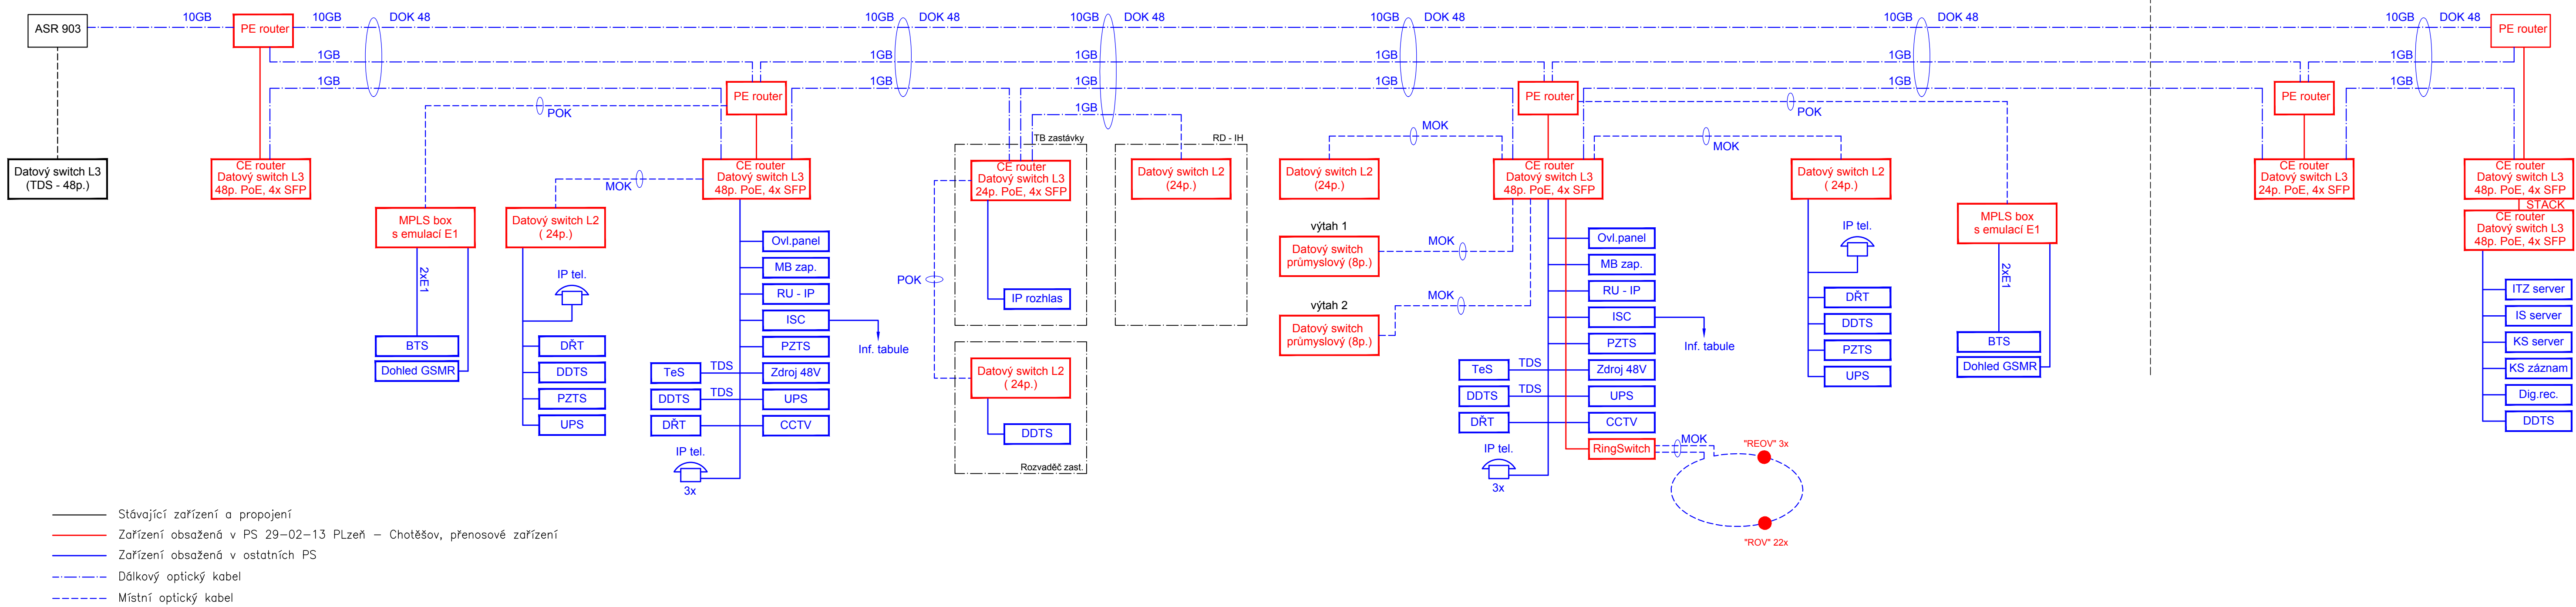 10GB
10GB
DOK 48
10GB
DOK 48
10GB
DOK 48
10GB
DOK 48
10GB
DOK 48
10GB
DOK 48
ASR 903
PE router
PE router
1GB
1GB
1GB
1GB
1GB
1GB
1GB
1GB
1GB
1GB
1GB
1GB
PE router
PE router
PE router
1GB
POK
POK
MOK
MOK
TB zastávky
RD - IH
Datový switch L3
(TDS - 48p.)
CE router
Datový switch L3
48p. PoE, 4x SFP
MOK
CE router
Datový switch L3
48p. PoE, 4x SFP
CE router
Datový switch L3
24p. PoE, 4x SFP
Datový switch L2
(24p.)
Datový switch L2
(24p.)
CE router
Datový switch L3
48p. PoE, 4x SFP
Datový switch L2
( 24p.)
CE router
Datový switch L3
24p. PoE, 4x SFP
CE router
Datový switch L3
48p. PoE, 4x SFP
STACK
CE router
Datový switch L3
48p. PoE, 4x SFP
MPLS box
s emulací E1
2xE1
BTS
Dohled GSMR
Datový switch L2
( 24p.)
IP tel.
DŘT
DDTS
PZTS
UPS
Ovl.panel
MB zap.
RU - IP
ISC
Inf. tabule
PZTS
TeS
TDS
Zdroj 48V
DDTS
TDS
UPS
DŘT
CCTV
IP tel.
3x
POK
IP rozhlas
Datový switch L2
( 24p.)
DDTS
Rozvaděč zast.
výtah 1
Datový switch
průmyslový (8p.)
MOK
výtah 2
Datový switch
průmyslový (8p.)
MOK
Ovl.panel
MB zap.
RU - IP
ISC
Inf. tabule
PZTS
TeS
TDS
Zdroj 48V
DDTS
TDS
UPS
DŘT
CCTV
IP tel.
3x
RingSwitch
MOK
"REOV" 3x
"ROV" 22x
IP tel.
DŘT
DDTS
PZTS
UPS
MPLS box
s emulací E1
2xE1
BTS
Dohled GSMR
ITZ server
IS server
KS server
KS záznam
Dig.rec.
DDTS
Stávající zařízení a propojení
Zařízení obsažená v PS 29-02-13 PLzeň - Chotěšov, přenosové zařízení
Zařízení obsažená v ostatních PS
Dálkový optický kabel
Místní optický kabel